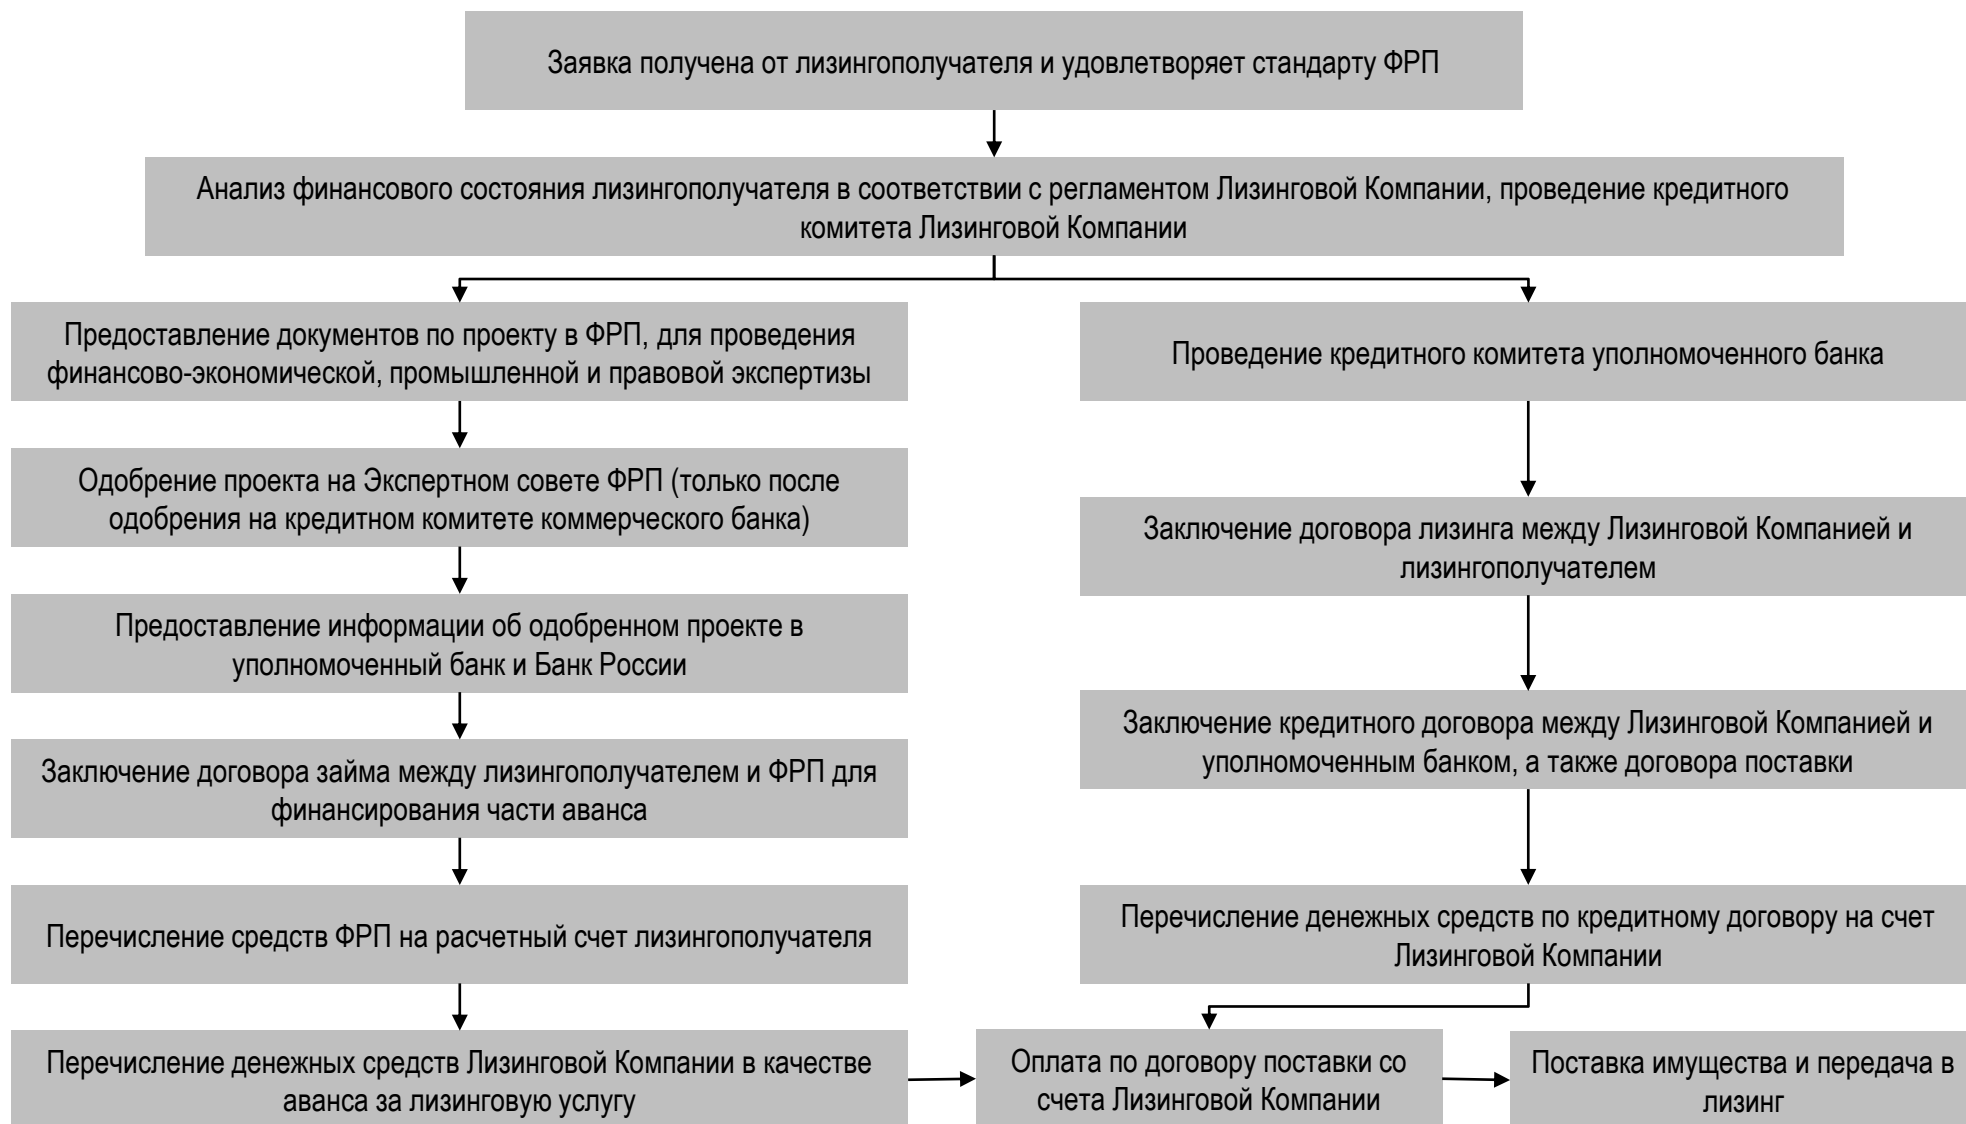 Заявка получена от лизингополучателя и удовлетворяет стандарту ФРП
Анализ финансового состояния лизингополучателя в соответствии с регламентом Лизинговой Компании, проведение кредитного
комитета Лизинговой Компании
Предоставление документов по проекту в ФРП, для проведения
финансово-экономической, промышленной и правовой экспертизы
Одобрение проекта на Экспертном совете ФРП (только после
одобрения на кредитном комитете коммерческого банка)
Предоставление информации об одобренном проекте в
уполномоченный банк и Банк России
Заключение договора займа между лизингополучателем и ФРП для
финансирования части аванса
Перечисление средств ФРП на расчетный счет лизингополучателя
Перечисление денежных средств Лизинговой Компании в качестве
аванса за лизинговую услугу
Проведение кредитного комитета уполномоченного банка
Заключение договора лизинга между Лизинговой Компанией и
лизингополучателем
Заключение кредитного договора между Лизинговой Компанией и
уполномоченным банком, а также договора поставки
Перечисление денежных средств по кредитному договору на счет
Лизинговой Компании
Оплата по договору поставки со
счета Лизинговой Компании
Поставка имущества и передача в
лизинг